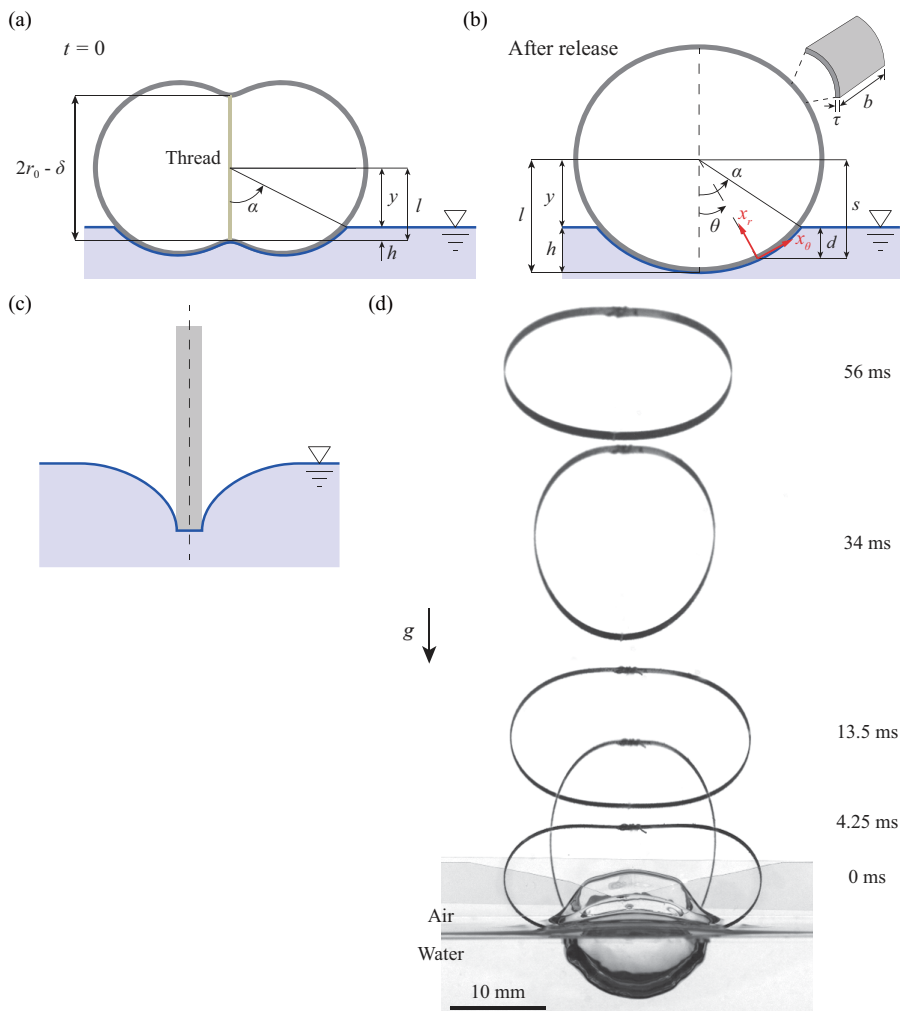 (a)
t = 0
2r₀ - δ
Thread
α
y
l
h
(b)
After release
τ
b
l
y
h
α
θ
x_r
x_θ
d
s
(c)
(d)
g
56 ms
34 ms
13.5 ms
4.25 ms
0 ms
Air
Water
10 mm